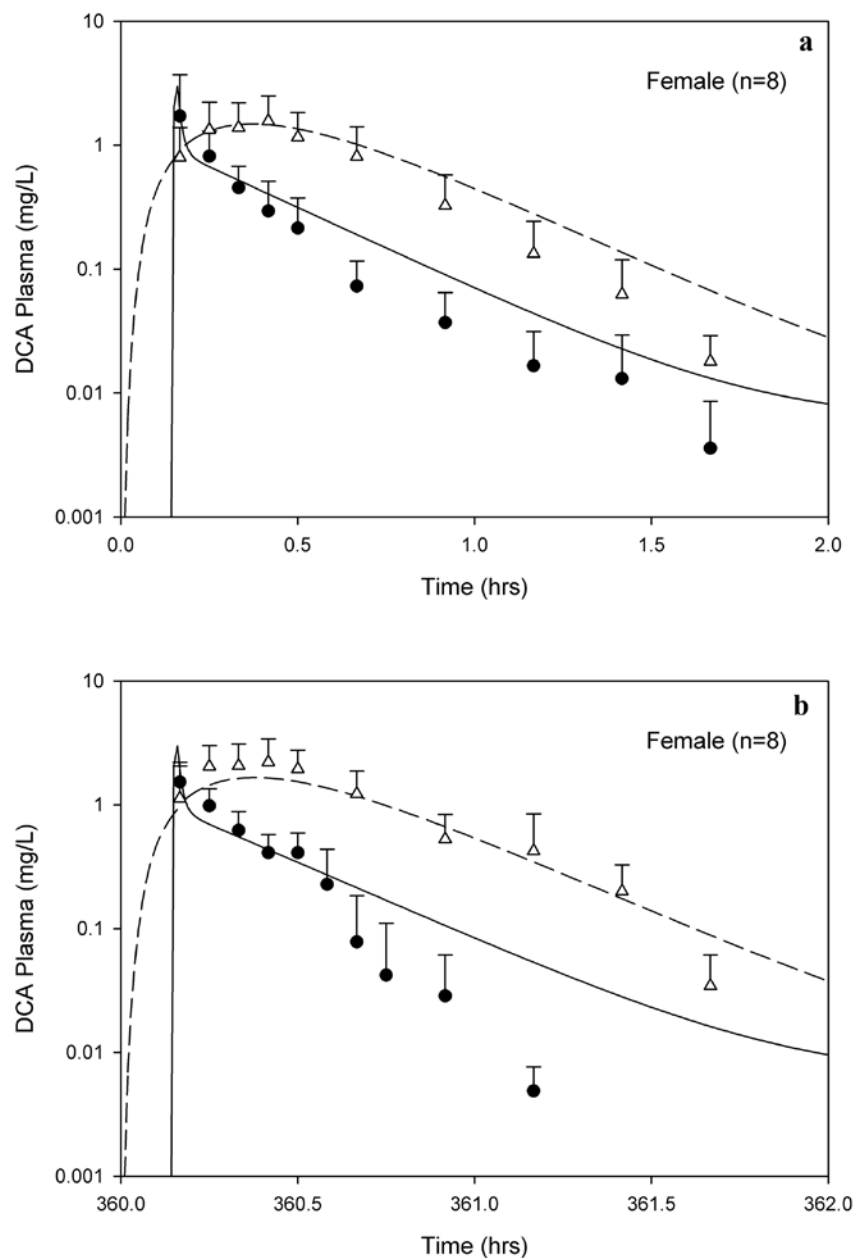 a
Female (n=8)
DCA Plasma (mg/L)
10
1
0.1
0.01
0.001
0.0 0.5 1.0 1.5 2.0
Time (hrs)
b
Female (n=8)
DCA Plasma (mg/L)
10
1
0.1
0.01
0.001
360.0 360.5 361.0 361.5 362.0
Time (hrs)